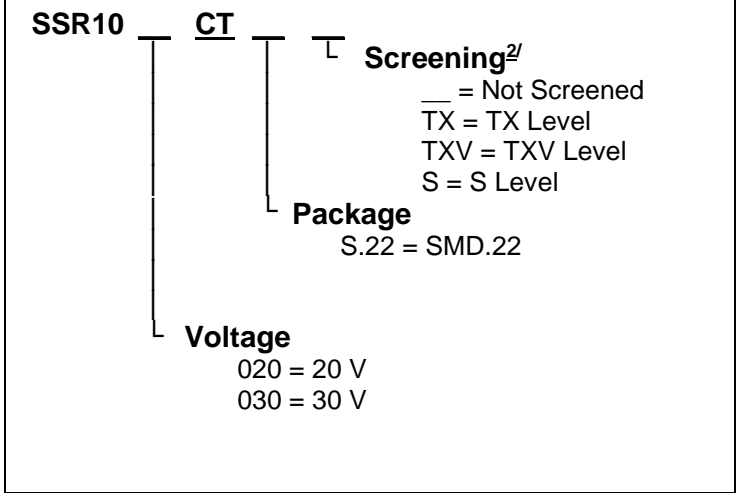 SSR10 __ CT __ __
Screening2/
__ = Not Screened
TX = TX Level
TXV = TXV Level
S = S Level
Package
S.22 = SMD.22
Voltage
020 = 20 V
030 = 30 V